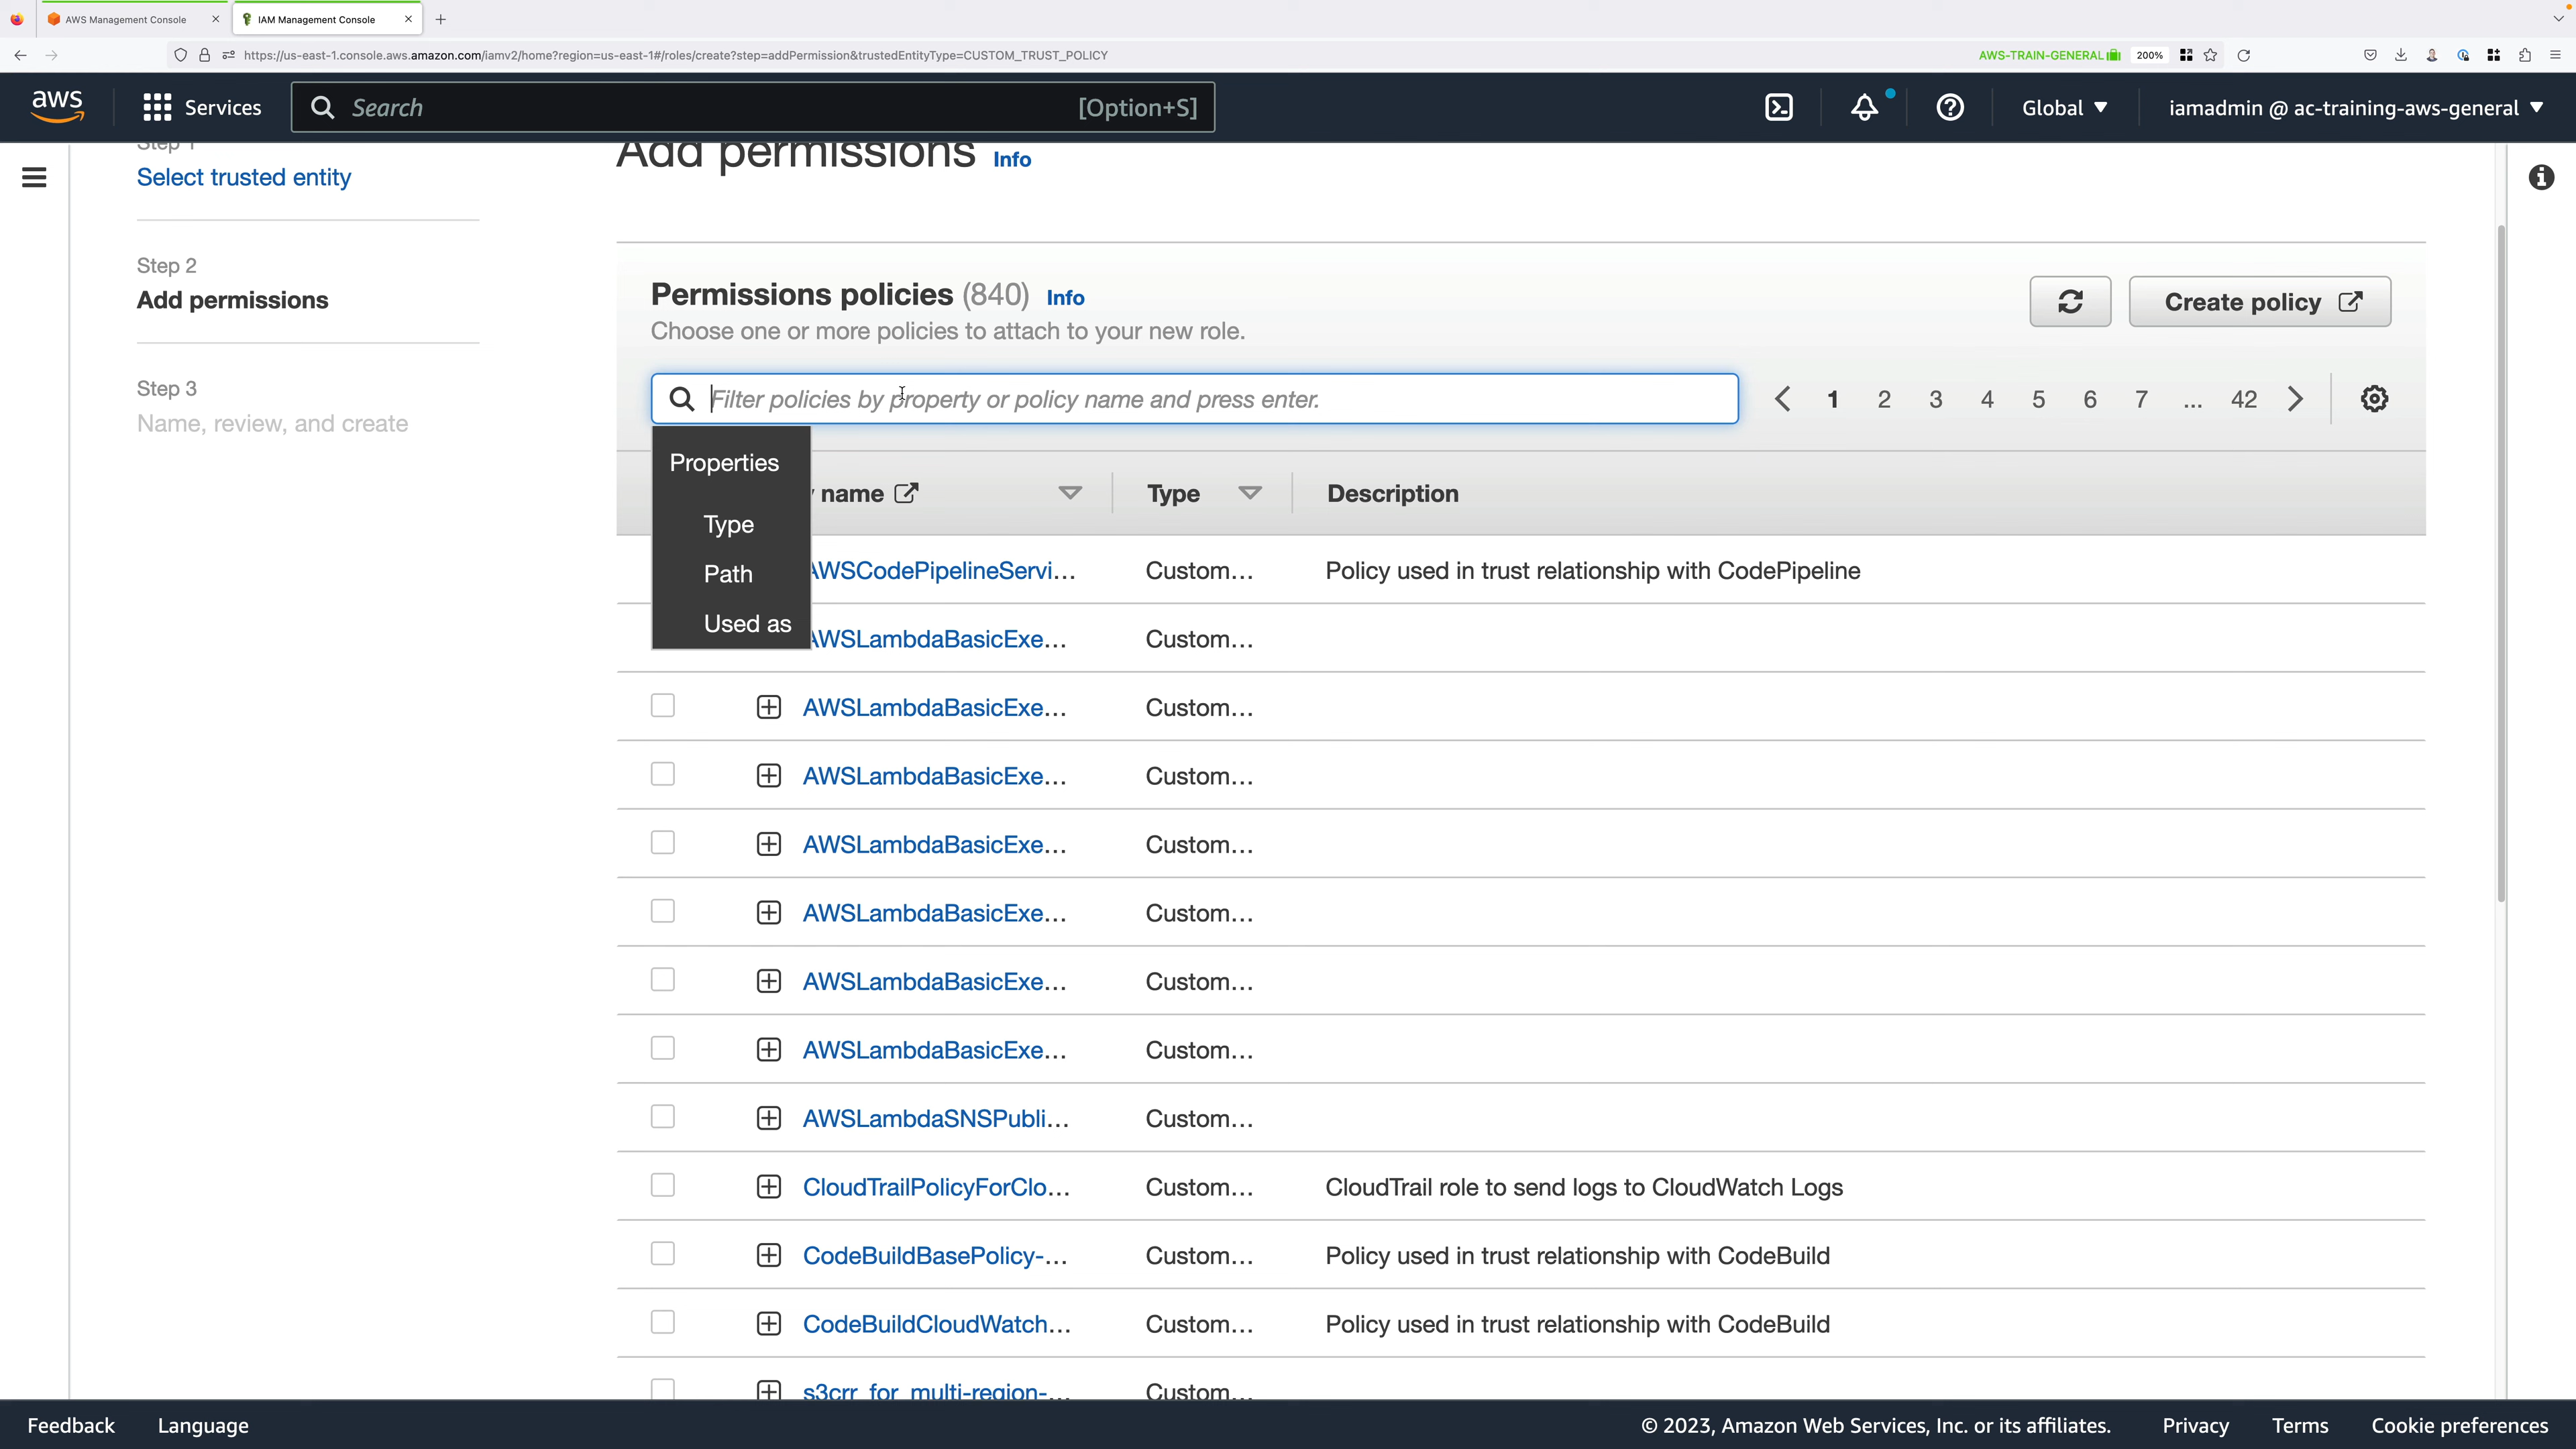 AWS Management Console
IAM Management Console
https://us-east-1.console.aws.amazon.com/iamv2/home?region=us-east-1#/roles/create?step=addPermission&trustedEntityType=CUSTOM_TRUST_POLICY
AWS-TRAIN-GENERAL
200%
aws
Services
Search
[Option+S]
Global
iamadmin @ ac-training-aws-general
Step 1
Select trusted entity
Step 2
Add permissions
Step 3
Name, review, and create
Add permissions Info
Permissions policies (840) Info
Choose one or more policies to attach to your new role.
Create policy
Filter policies by property or policy name and press enter.
1 2 3 4 5 6 7 ... 42
Properties
Type
Path
Used as
y name Type Description
AWSCodePipelineServi... Custom... Policy used in trust relationship with CodePipeline
AWSLambdaBasicExe... Custom...
AWSLambdaBasicExe... Custom...
AWSLambdaBasicExe... Custom...
AWSLambdaBasicExe... Custom...
AWSLambdaBasicExe... Custom...
AWSLambdaBasicExe... Custom...
AWSLambdaBasicExe... Custom...
AWSLambdaSNSPubli... Custom...
CloudTrailPolicyForClo... Custom... CloudTrail role to send logs to CloudWatch Logs
CodeBuildBasePolicy-... Custom... Policy used in trust relationship with CodeBuild
CodeBuildCloudWatch... Custom... Policy used in trust relationship with CodeBuild
s3crr_for_multi-region-... Custom...
Feedback Language
© 2023, Amazon Web Services, Inc. or its affiliates. Privacy Terms Cookie preferences